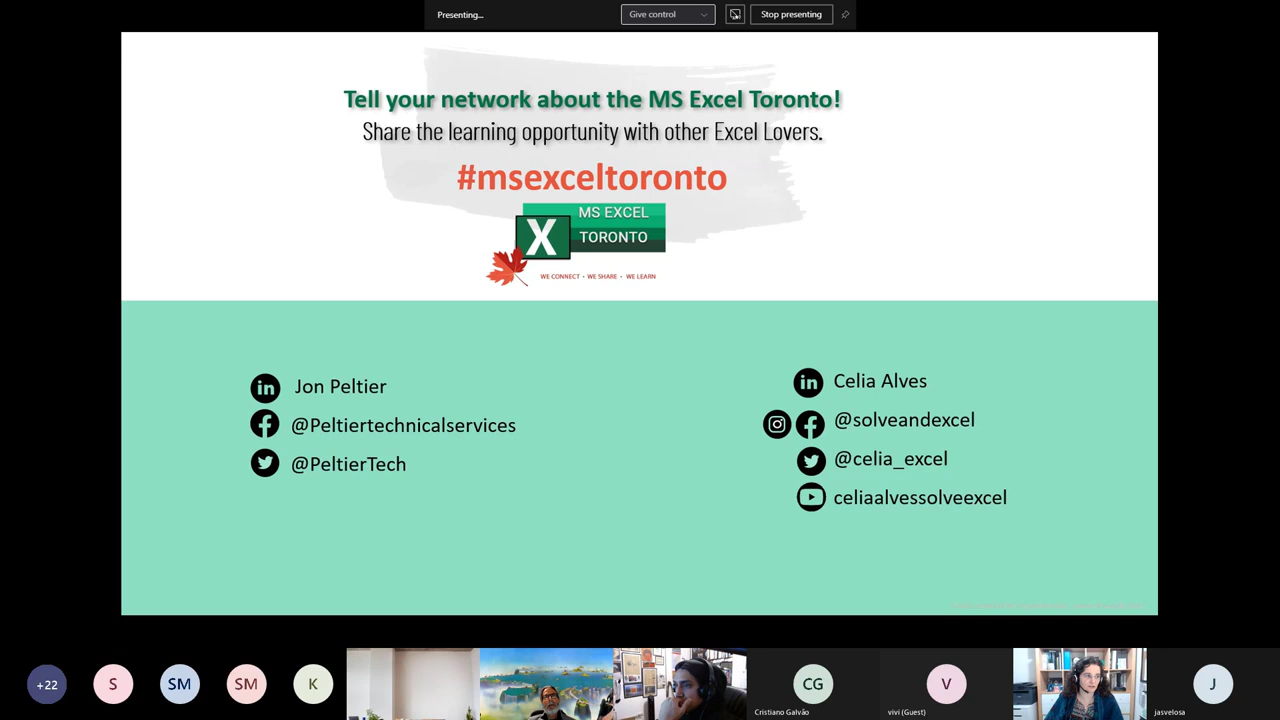 Presenting...
Give control
Stop presenting
Tell your network about the MS Excel Toronto!
Share the learning opportunity with other Excel Lovers.
#msexceltoronto
X
MS EXCEL
TORONTO
WE CONNECT • WE SHARE • WE LEARN
in Jon Peltier
@Peltiertechnicalservices
@PeltierTech
in Celia Alves
@solveandexcel
@celia_excel
celiaalvessolveexcel
+22
S
SM
SM
K
CG
Cristiano Galvão
V
vivi (Guest)
J
jasvelosa